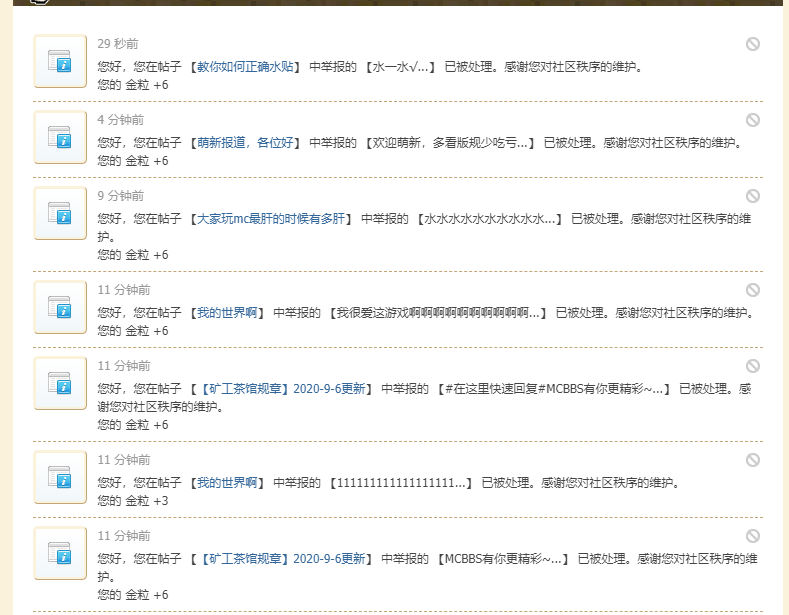 29 秒前
您好，您在帖子 【教你如何正确水贴】 中举报的 【水一水√...】 已被处理。感谢您对社区秩序的维护。
您的 金粒 +6
4 分钟前
您好，您在帖子 【萌新报道，各位好】 中举报的 【欢迎萌新，多看版规少吃亏...】 已被处理。感谢您对社区秩序的维护。
您的 金粒 +6
9 分钟前
您好，您在帖子 【大家玩mc最肝的时候有多肝】 中举报的 【水水水水水水水水水水...】 已被处理。感谢您对社区秩序的维
护。
您的 金粒 +6
11 分钟前
您好，您在帖子 【我的世界啊】 中举报的 【我很爱这游戏啊啊啊啊啊啊啊啊啊啊...】 已被处理。感谢您对社区秩序的维护。
您的 金粒 +6
11 分钟前
您好，您在帖子 【【矿工茶馆规章】2020-9-6更新】 中举报的 【#在这里快速回复#MCBBS有你更精彩~...】 已被处理。感
谢您对社区秩序的维护。
您的 金粒 +6
11 分钟前
您好，您在帖子 【我的世界啊】 中举报的 【111111111111111111...】 已被处理。感谢您对社区秩序的维护。
您的 金粒 +3
11 分钟前
您好，您在帖子 【【矿工茶馆规章】2020-9-6更新】 中举报的 【MCBBS有你更精彩~...】 已被处理。感谢您对社区秩序的维
护。
您的 金粒 +6